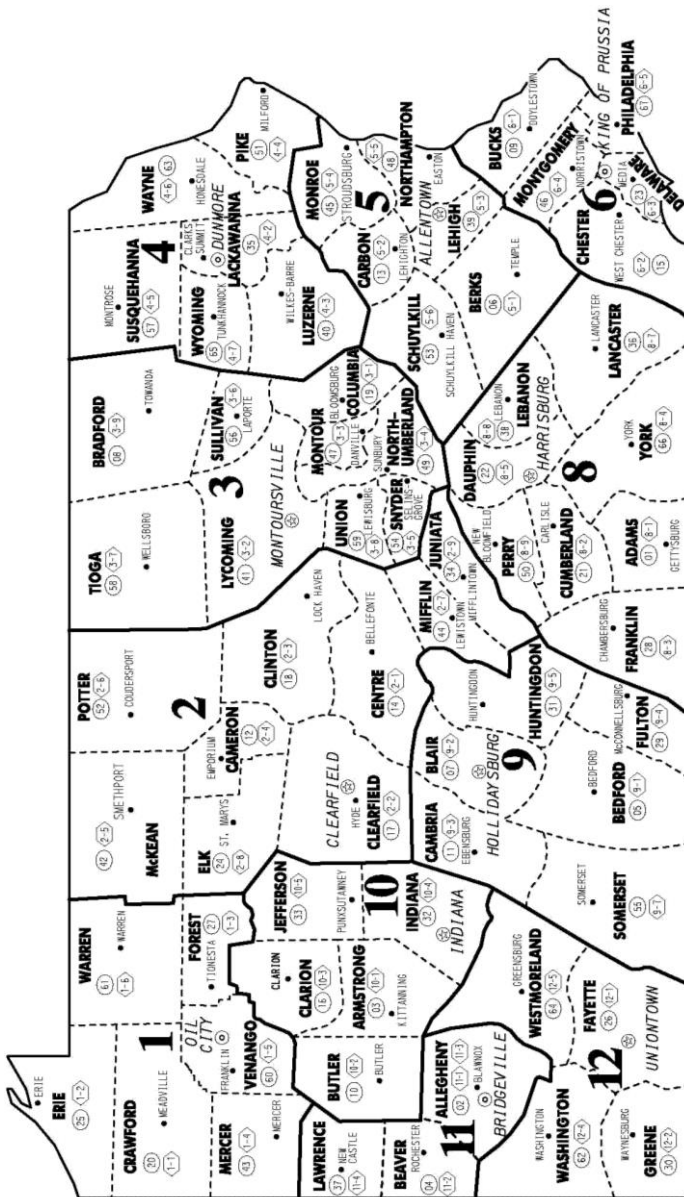 ERIE
ERIE
25 1-2
CRAWFORD
20
MEADVILLE
1-1
MERCER
43 1-4
MERCER
1
OIL
CITY
FRANKLIN
VENANGO
60 1-5
WARREN
61
WARREN
1-6
FOREST
27
TIONESTA
1-3
42 2-5
SMETHPORT
McKEAN
POTTER
52 2-6
COUDERSPORT
2
EMPORIUM
CAMERON
12
2-4
ELK
24 ST. MARYS
2-8
CLINTON
18 2-3
LOCK HAVEN
CENTRE
14 2-1
BELLEFONTE
CLEARFIELD
HYDE
CLEARFIELD
17 2-2
MIFFLIN
44 2-7
LEWISTOWN
JUNIATA
34 2-9
MIFFLINTOWN
TIOGA
58 3-7
WELLSBORO
BRADFORD
08 3-9
TOWANDA
3
LYCOMING
41 3-2
MONTOURSVILLE
SULLIVAN
56 3-6
LAPORTE
MONTOUR
47 3-3
DANVILLE
BLOOMSBURG
COLUMBIA
19 3-1
SUNBURY
NORTH-
UMBERLAND
49 3-4
UNION
59 LEWISBURG
3-8
SNYDER
54 SELINS-
3-5 GROVE
MONTROSE
SUSQUEHANNA
57 4-5
4
WAYNE
4-6 63
HONESDALE
PIKE
51 MILFORD
4-4
CLARKS
SUMMIT
DUNMORE
LACKAWANNA
35 4-2
WYOMING
65 TUNKHANNOCK
4-7
WILKES-BARRE
LUZERNE
40 4-3
MONROE
45 5-4
STROUDSBURG
5
CARBON
13 5-2
LEHIGHTON
5-5
48
NORTHAMPTON
EASTON
ALLENTOWN
LEHIGH
39 5-3
SCHUYLKILL
53 5-6
SCHUYLKILL HAVEN
BERKS
06 TEMPLE
5-1
BUCKS
09 6-1
DOYLESTOWN
MONTGOMERY
46 6-4
NORRISTOWN
6
KING OF PRUSSIA
PHILADELPHIA
67 6-5
CHESTER
WEST CHESTER
6-2
15
MEDIA
23
6-3
DELAWARE
DAUPHIN
22 8-5
8-8
38 LEBANON
LEBANON
HARRISBURG
NEW
BLOOMFIELD
PERRY
50 8-9
CARLISLE
CUMBERLAND
21 8-2
8
LANCASTER
LANCASTER
36 8-7
YORK
YORK
66 8-4
ADAMS
01 8-1
GETTYSBURG
CHAMBERSBURG
FRANKLIN
28
8-3
HUNTINGDON
HUNTINGDON
31 9-5
BLAIR
07 9-2
HOLLIDAYSBURG
9
CAMBRIA
11 9-3
EBENSBURG
BEDFORD
BEDFORD
05 9-1
McCONNELLSBURG
FULTON
29 9-4
SOMERSET
SOMERSET
55
9-7
JEFFERSON
33 10-5
PUNXSUTAWNEY
10
INDIANA
32 10-4
INDIANA
CLARION
CLARION
16 10-3
ARMSTRONG
03 10-1
KITTANNING
BUTLER
10 10-2
BUTLER
LAWRENCE
37 NEW
CASTLE
11-4
BEAVER
ROCHESTER
04 11-2
11
ALLEGHENY
02 11-1 11-3
BLAWNOX
BRIDGEVILLE
GREENSBURG
WESTMORELAND
64 12-5
12
WASHINGTON
WASHINGTON
62 12-4
FAYETTE
26 12-1
UNIONTOWN
WAYNESBURG
GREENE
30 12-2